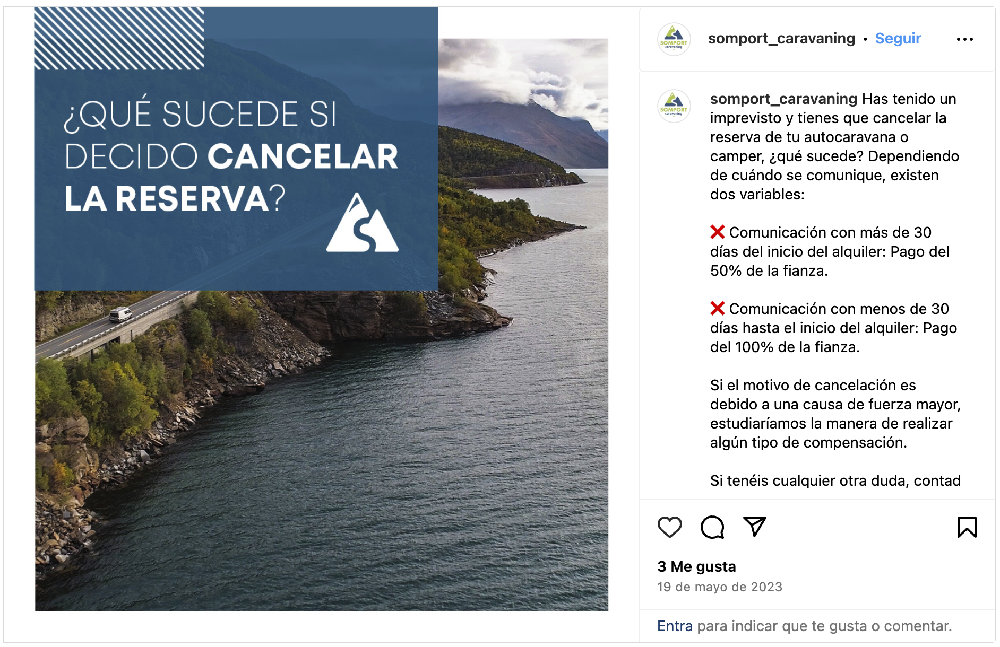 ¿QUÉ SUCEDE SI
DECIDO CANCELAR
LA RESERVA?
SOMPORT
caravaning
somport_caravaning • Seguir
SOMPORT
caravaning
somport_caravaning Has tenido un
imprevisto y tienes que cancelar la
reserva de tu autocaravana o
camper, ¿qué sucede? Dependiendo
de cuándo se comunique, existen
dos variables:
❌ Comunicación con más de 30
días del inicio del alquiler: Pago del
50% de la fianza.
❌ Comunicación con menos de 30
días hasta el inicio del alquiler: Pago
del 100% de la fianza.
Si el motivo de cancelación es
debido a una causa de fuerza mayor,
estudiaríamos la manera de realizar
algún tipo de compensación.
Si tenéis cualquier otra duda, contad
3 Me gusta
19 de mayo de 2023
Entra para indicar que te gusta o comentar.